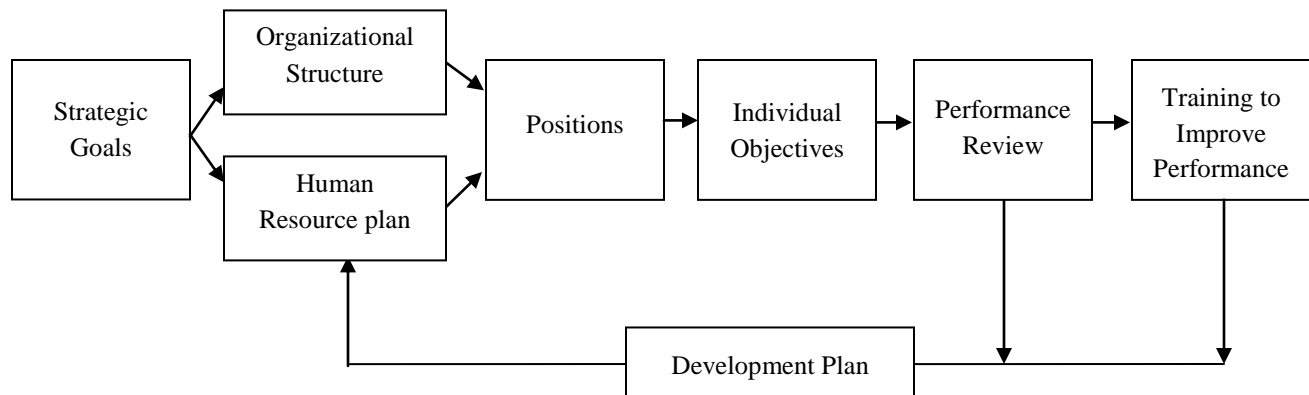 Strategic
Goals
Organizational
Structure
Human
Resource plan
Positions
Individual
Objectives
Performance
Review
Training to
Improve
Performance
Development Plan